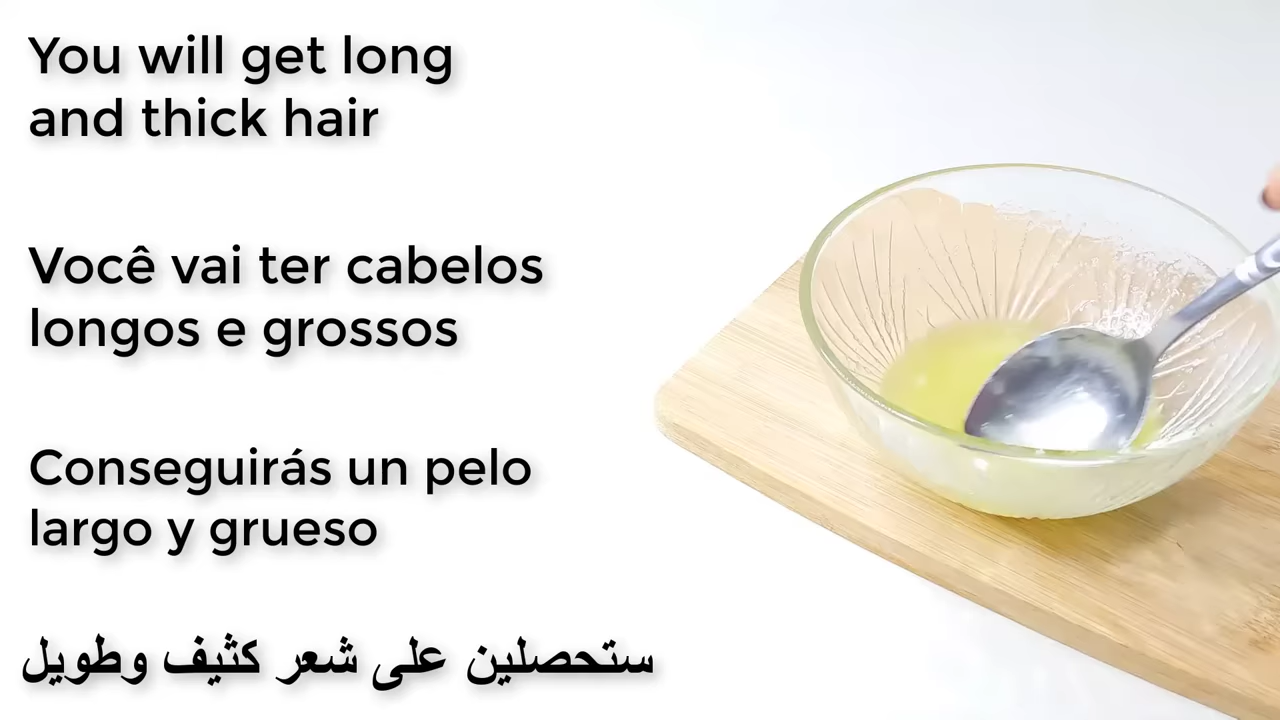 You will get long
and thick hair
Você vai ter cabelos
longos e grossos
Conseguirás un pelo
largo y grueso
ستحصلين على شعر كثيف وطويل